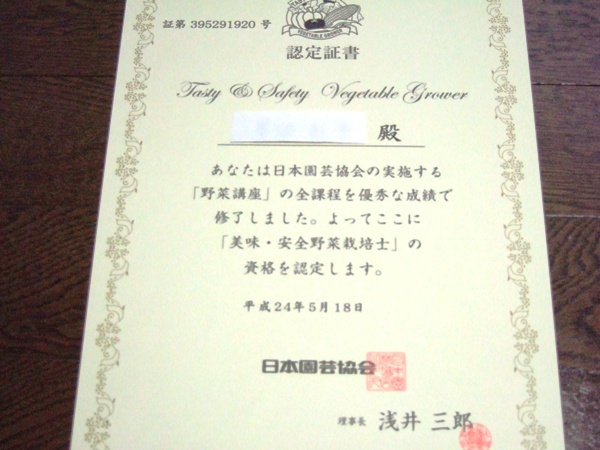 証第 395291920 号
VEGETABLE GROWER
認定証書
Tasty & Safety Vegetable Grower
殿
あなたは日本園芸協会の実施する
「野菜講座」の全課程を優秀な成績で
修了しました。よってここに
「美味・安全野菜栽培士」の
資格を認定します。
平成24年5月18日
日本園芸協会
理事長 浅井 三郎